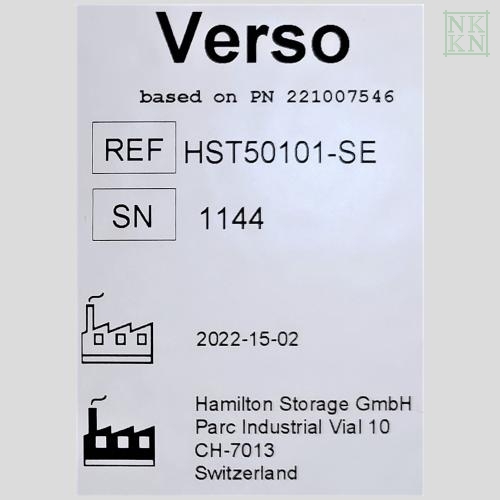 NK
KN
Verso
based on PN 221007546
REF HST50101-SE
SN 1144
2022-15-02
Hamilton Storage GmbH
Parc Industrial Vial 10
CH-7013
Switzerland